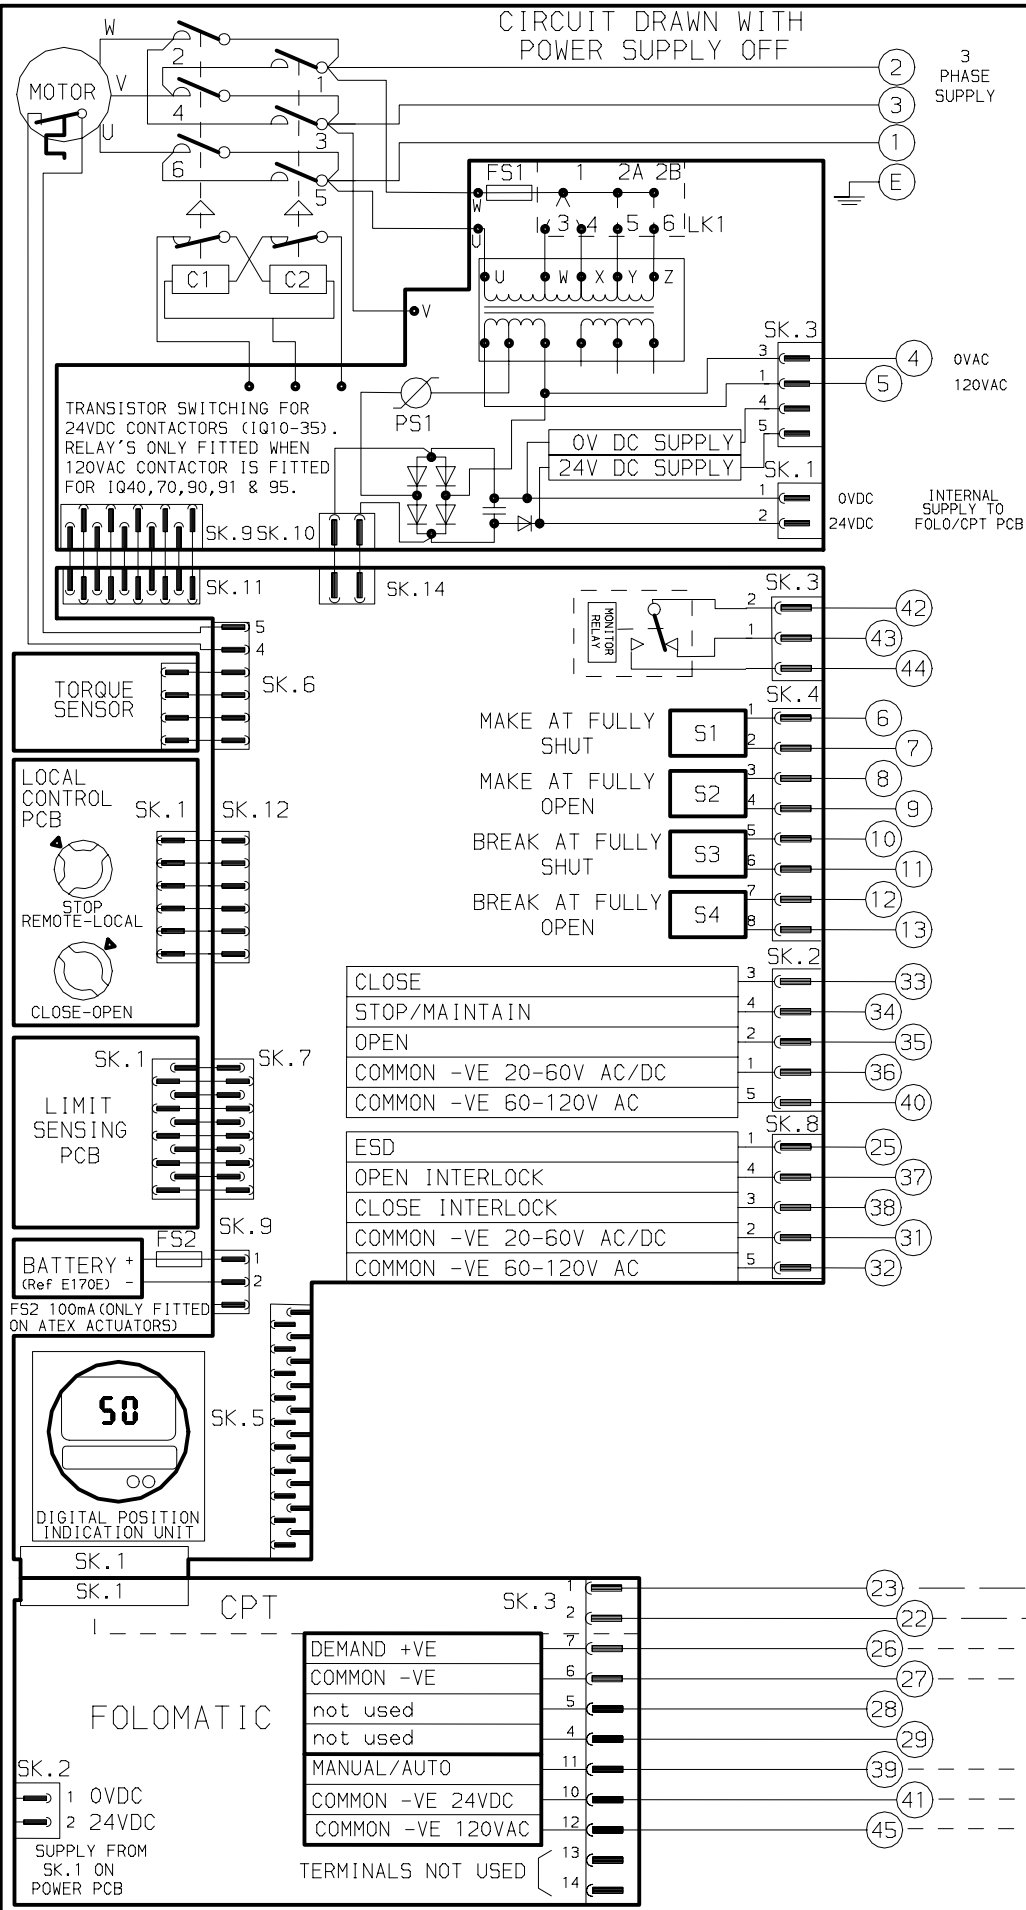 CIRCUIT DRAWN WITH
POWER SUPPLY OFF
W
2
2
3
PHASE
SUPPLY
MOTOR
V
1
4
3
U
3
1
6
5
FS1
1
2A 2B
E
W
3 4 5 6 LK1
U
C1
C2
U W X Y Z
V
SK.3
3
4
0VAC
1
5
120VAC
4
5
PS1
TRANSISTOR SWITCHING FOR
24VDC CONTACTORS (IQ10-35).
RELAY'S ONLY FITTED WHEN
120VAC CONTACTOR IS FITTED
FOR IQ40,70,90,91 & 95.
0V DC SUPPLY
24V DC SUPPLY
SK.1
1
0VDC
2
24VDC
INTERNAL
SUPPLY TO
FOLO/CPT PCB
SK.9
SK.10
SK.11
SK.14
MONITOR
RELAY
SK.3
2
42
1
43
44
5
4
SK.6
TORQUE
SENSOR
SK.4
MAKE AT FULLY
SHUT
S1
1
6
2
7
MAKE AT FULLY
OPEN
S2
3
8
4
9
BREAK AT FULLY
SHUT
S3
5
10
6
11
BREAK AT FULLY
OPEN
S4
7
12
8
13
LOCAL
CONTROL
PCB
SK.1
SK.12
STOP
REMOTE-LOCAL
CLOSE-OPEN
SK.2
CLOSE
3
33
STOP/MAINTAIN
4
34
OPEN
2
35
COMMON -VE 20-60V AC/DC
1
36
COMMON -VE 60-120V AC
5
40
SK.8
ESD
1
25
OPEN INTERLOCK
4
37
CLOSE INTERLOCK
3
38
COMMON -VE 20-60V AC/DC
2
31
COMMON -VE 60-120V AC
5
32
SK.1
SK.7
LIMIT
SENSING
PCB
SK.9
FS2
BATTERY + -
(Ref E170E)
1
2
FS2 100mA(ONLY FITTED
ON ATEX ACTUATORS)
50
SK.5
DIGITAL POSITION
INDICATION UNIT
SK.1
SK.1
CPT
SK.3
1
23
2
22
DEMAND +VE
7
26
COMMON -VE
6
27
not used
5
28
not used
4
29
MANUAL/AUTO
11
39
COMMON -VE 24VDC
10
41
COMMON -VE 120VAC
12
45
TERMINALS NOT USED
13
14
FOLOMATIC
SK.2
1 0VDC
2 24VDC
SUPPLY FROM
SK.1 ON
POWER PCB